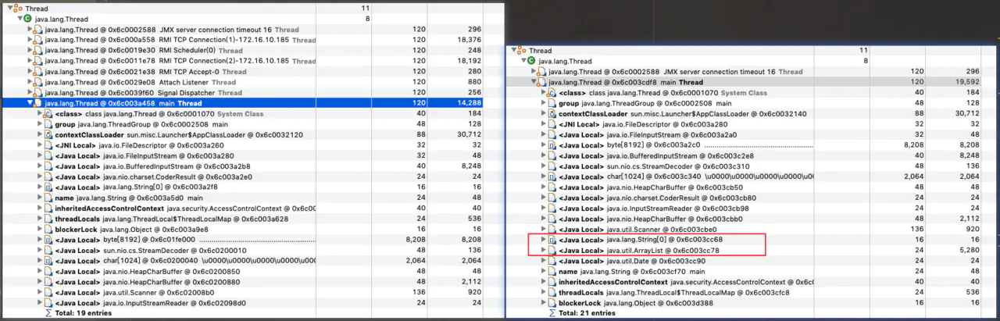 Thread 11
java.lang.Thread 8
java.lang.Thread @ 0x6c0002588 JMX server connection timeout 16 Thread 120 296
java.lang.Thread @ 0x6c000a558 RMI TCP Connection(1)-172.16.10.185 Thread 120 18,376
java.lang.Thread @ 0x6c0019e30 RMI Scheduler(0) Thread 120 248
java.lang.Thread @ 0x6c0011e78 RMI TCP Connection(2)-172.16.10.185 Thread 120 18,192
java.lang.Thread @ 0x6c0021e38 RMI TCP Accept-0 Thread 120 280
java.lang.Thread @ 0x6c0029e08 Attach Listener Thread 120 880
java.lang.Thread @ 0x6c0039f60 Signal Dispatcher Thread 120 256
java.lang.Thread @ 0x6c003a458 main Thread 120 14,288
<class> class java.lang.Thread @ 0x6c0001070 System Class 40 184
group java.lang.ThreadGroup @ 0x6c0002508 main 48 128
contextClassLoader sun.misc.Launcher$AppClassLoader @ 0x6c0032120 88 30,712
<JNI Local> java.io.FileDescriptor @ 0x6c003a260 32 32
<Java Local> java.io.FileInputStream @ 0x6c003a280 32 48
<Java Local> java.io.BufferedInputStream @ 0x6c003a2b8 40 8,248
<Java Local> java.nio.charset.CoderResult @ 0x6c003a2e0 24 24
<Java Local> java.lang.String[0] @ 0x6c003a2f8 16 16
name java.lang.String @ 0x6c003a5d0 main 24 48
inheritedAccessControlContext java.security.AccessControlContext @ 0x6c 40 40
threadLocals java.lang.ThreadLocal$ThreadLocalMap @ 0x6c003a628 24 536
blockerLock java.lang.Object @ 0x6c003a9e8 16 16
<Java Local> byte[8192] @ 0x6c01fe000 ........................ 8,208 8,208
<Java Local> sun.nio.cs.StreamDecoder @ 0x6c0200010 48 136
<Java Local> char[1024] @ 0x6c0200040 \u0000\u0000\u0000\u0000\u00 2,064 2,064
<Java Local> java.nio.HeapCharBuffer @ 0x6c0200850 48 48
<Java Local> java.nio.HeapCharBuffer @ 0x6c0200880 48 2,112
<Java Local> java.util.Scanner @ 0x6c02008b0 136 920
<Java Local> java.io.InputStreamReader @ 0x6c02098d0 24 24
Total: 19 entries
Thread 11
java.lang.Thread 8
java.lang.Thread @ 0x6c0002588 JMX server connection timeout 16 Thread 120 296
java.lang.Thread @ 0x6c003cdf8 main Thread 120 19,592
<class> class java.lang.Thread @ 0x6c0001070 System Class 40 184
group java.lang.ThreadGroup @ 0x6c0002508 main 48 128
contextClassLoader sun.misc.Launcher$AppClassLoader @ 0x6c0032140 88 30,712
<JNI Local> java.io.FileDescriptor @ 0x6c003a280 32 32
<Java Local> java.io.FileInputStream @ 0x6c003a2a0 32 48
<Java Local> byte[8192] @ 0x6c003a2c0 ........................ 8,208 8,208
<Java Local> java.io.BufferedInputStream @ 0x6c003c2e8 40 8,248
<Java Local> sun.nio.cs.StreamDecoder @ 0x6c003c310 48 136
<Java Local> char[1024] @ 0x6c003c340 \u0000\u0000\u0000\u0000\u00 2,064 2,064
<Java Local> java.nio.HeapCharBuffer @ 0x6c003cb50 48 48
<Java Local> java.nio.charset.CoderResult @ 0x6c003cb80 24 24
<Java Local> java.io.InputStreamReader @ 0x6c003cb98 24 24
<Java Local> java.nio.HeapCharBuffer @ 0x6c003cbb0 48 2,112
<Java Local> java.util.Scanner @ 0x6c003cbe0 136 920
<Java Local> java.lang.String[0] @ 0x6c003cc68 16 16
<Java Local> java.util.ArrayList @ 0x6c003cc78 24 5,280
<Java Local> java.util.Date @ 0x6c003cc90 24 24
name java.lang.String @ 0x6c003cf70 main 24 48
inheritedAccessControlContext java.security.AccessControlContext @ 0x6c 40 40
threadLocals java.lang.ThreadLocal$ThreadLocalMap @ 0x6c003cfc8 24 536
blockerLock java.lang.Object @ 0x6c003d388 16 16
Total: 21 entries